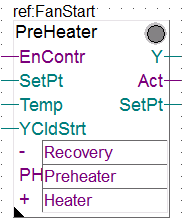 ref:FanStart
PreHeater
EnContr Y
SetPt Act
Temp SetPt
YCldStrt
- Recovery
PH Preheater
+ Heater